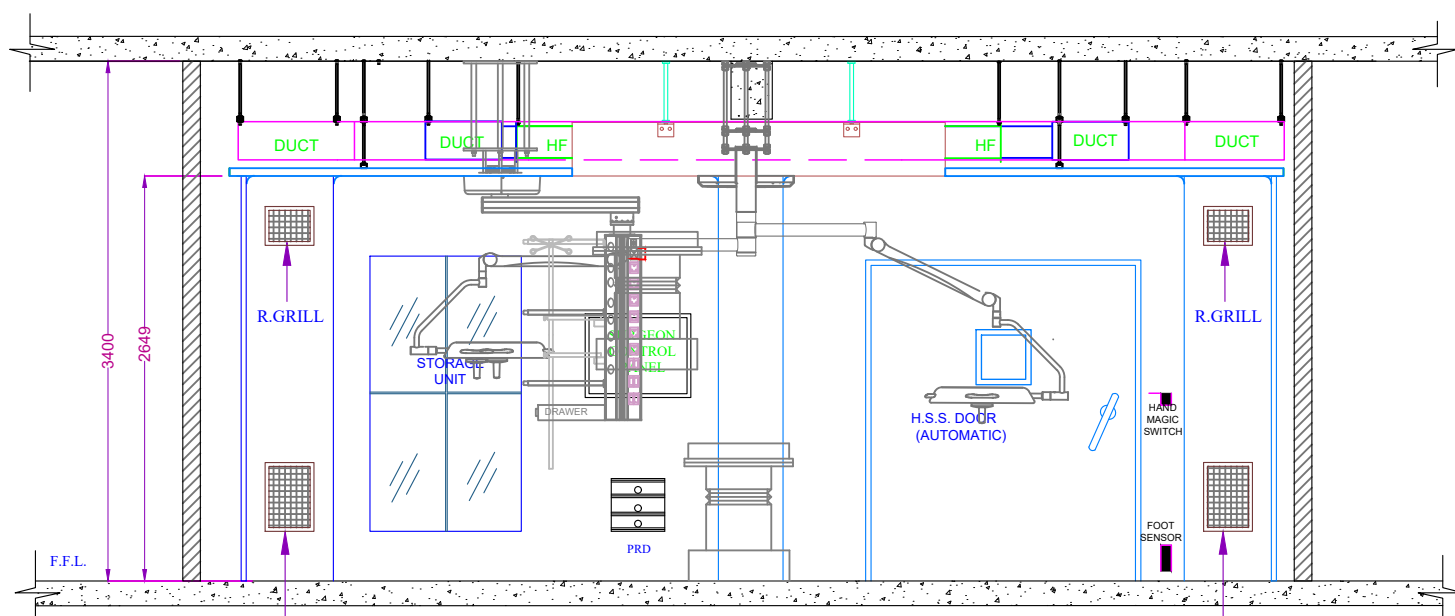 DUCT
DUCT
HF
HF
DUCT
DUCT
3400
2649
R.GRILL
R.GRILL
STORAGE
UNIT
DRAWER
H.S.S. DOOR
(AUTOMATIC)
HAND
MAGIC
SWITCH
FOOT
SENSOR
PRD
F.F.L.